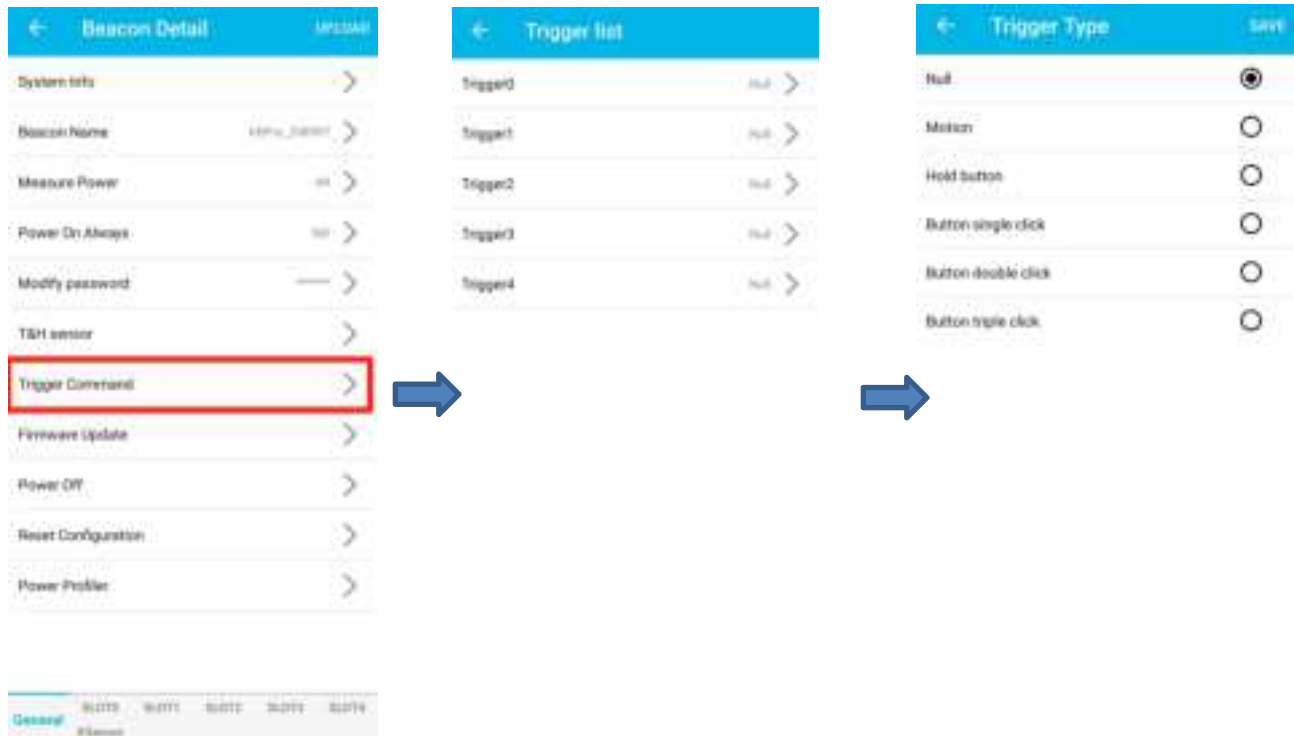 Beacon Detail UPLOAD
System Info
Beacon Name
Measure Power
Power On Always
Modify password
T&H sensor
Trigger Command
Firmware Update
Power Off
Reset Configuration
Power Profiler
General SLOT0 SLOT1 SLOT2 SLOT3 SLOT4
Trigger list
Trigger0 Null
Trigger1 Null
Trigger2 Null
Trigger3 Null
Trigger4 Null
Trigger Type SAVE
Null
Motion
Hold button
Button single click
Button double click
Button triple click